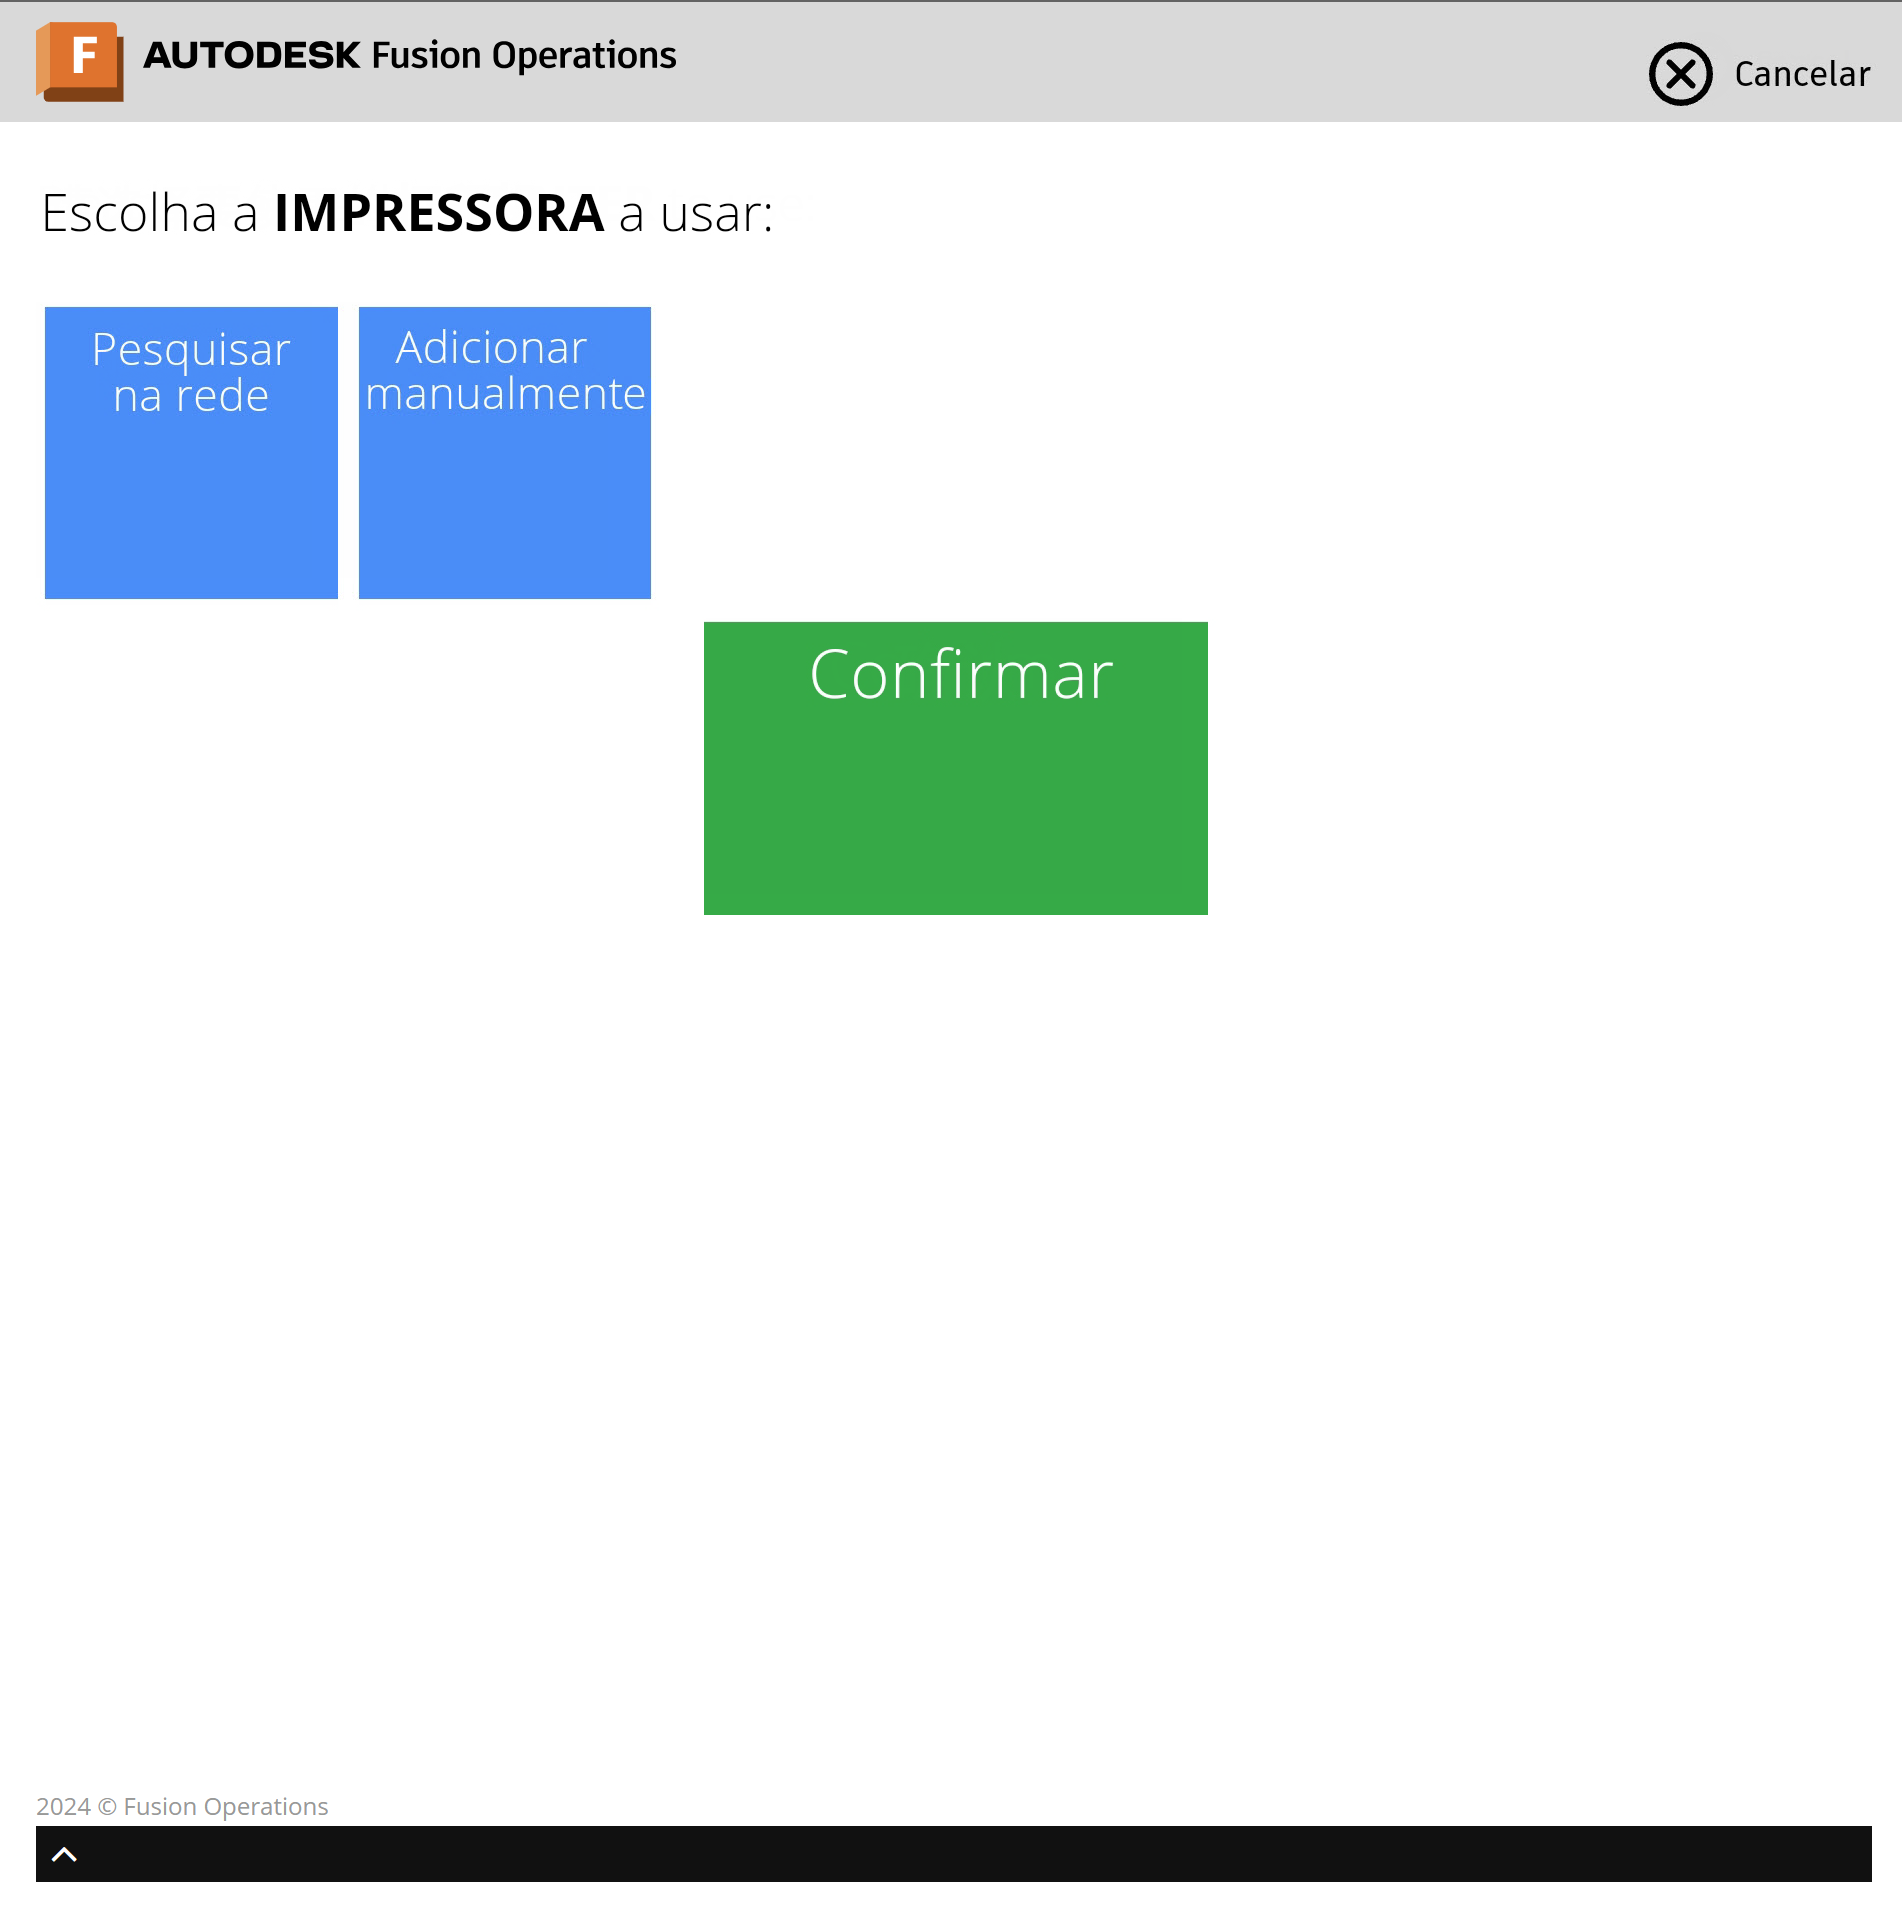 F
AUTODESK Fusion Operations
Cancelar
Escolha a IMPRESSORA a usar:
Pesquisar
na rede
Adicionar
manualmente
Confirmar
2024 © Fusion Operations